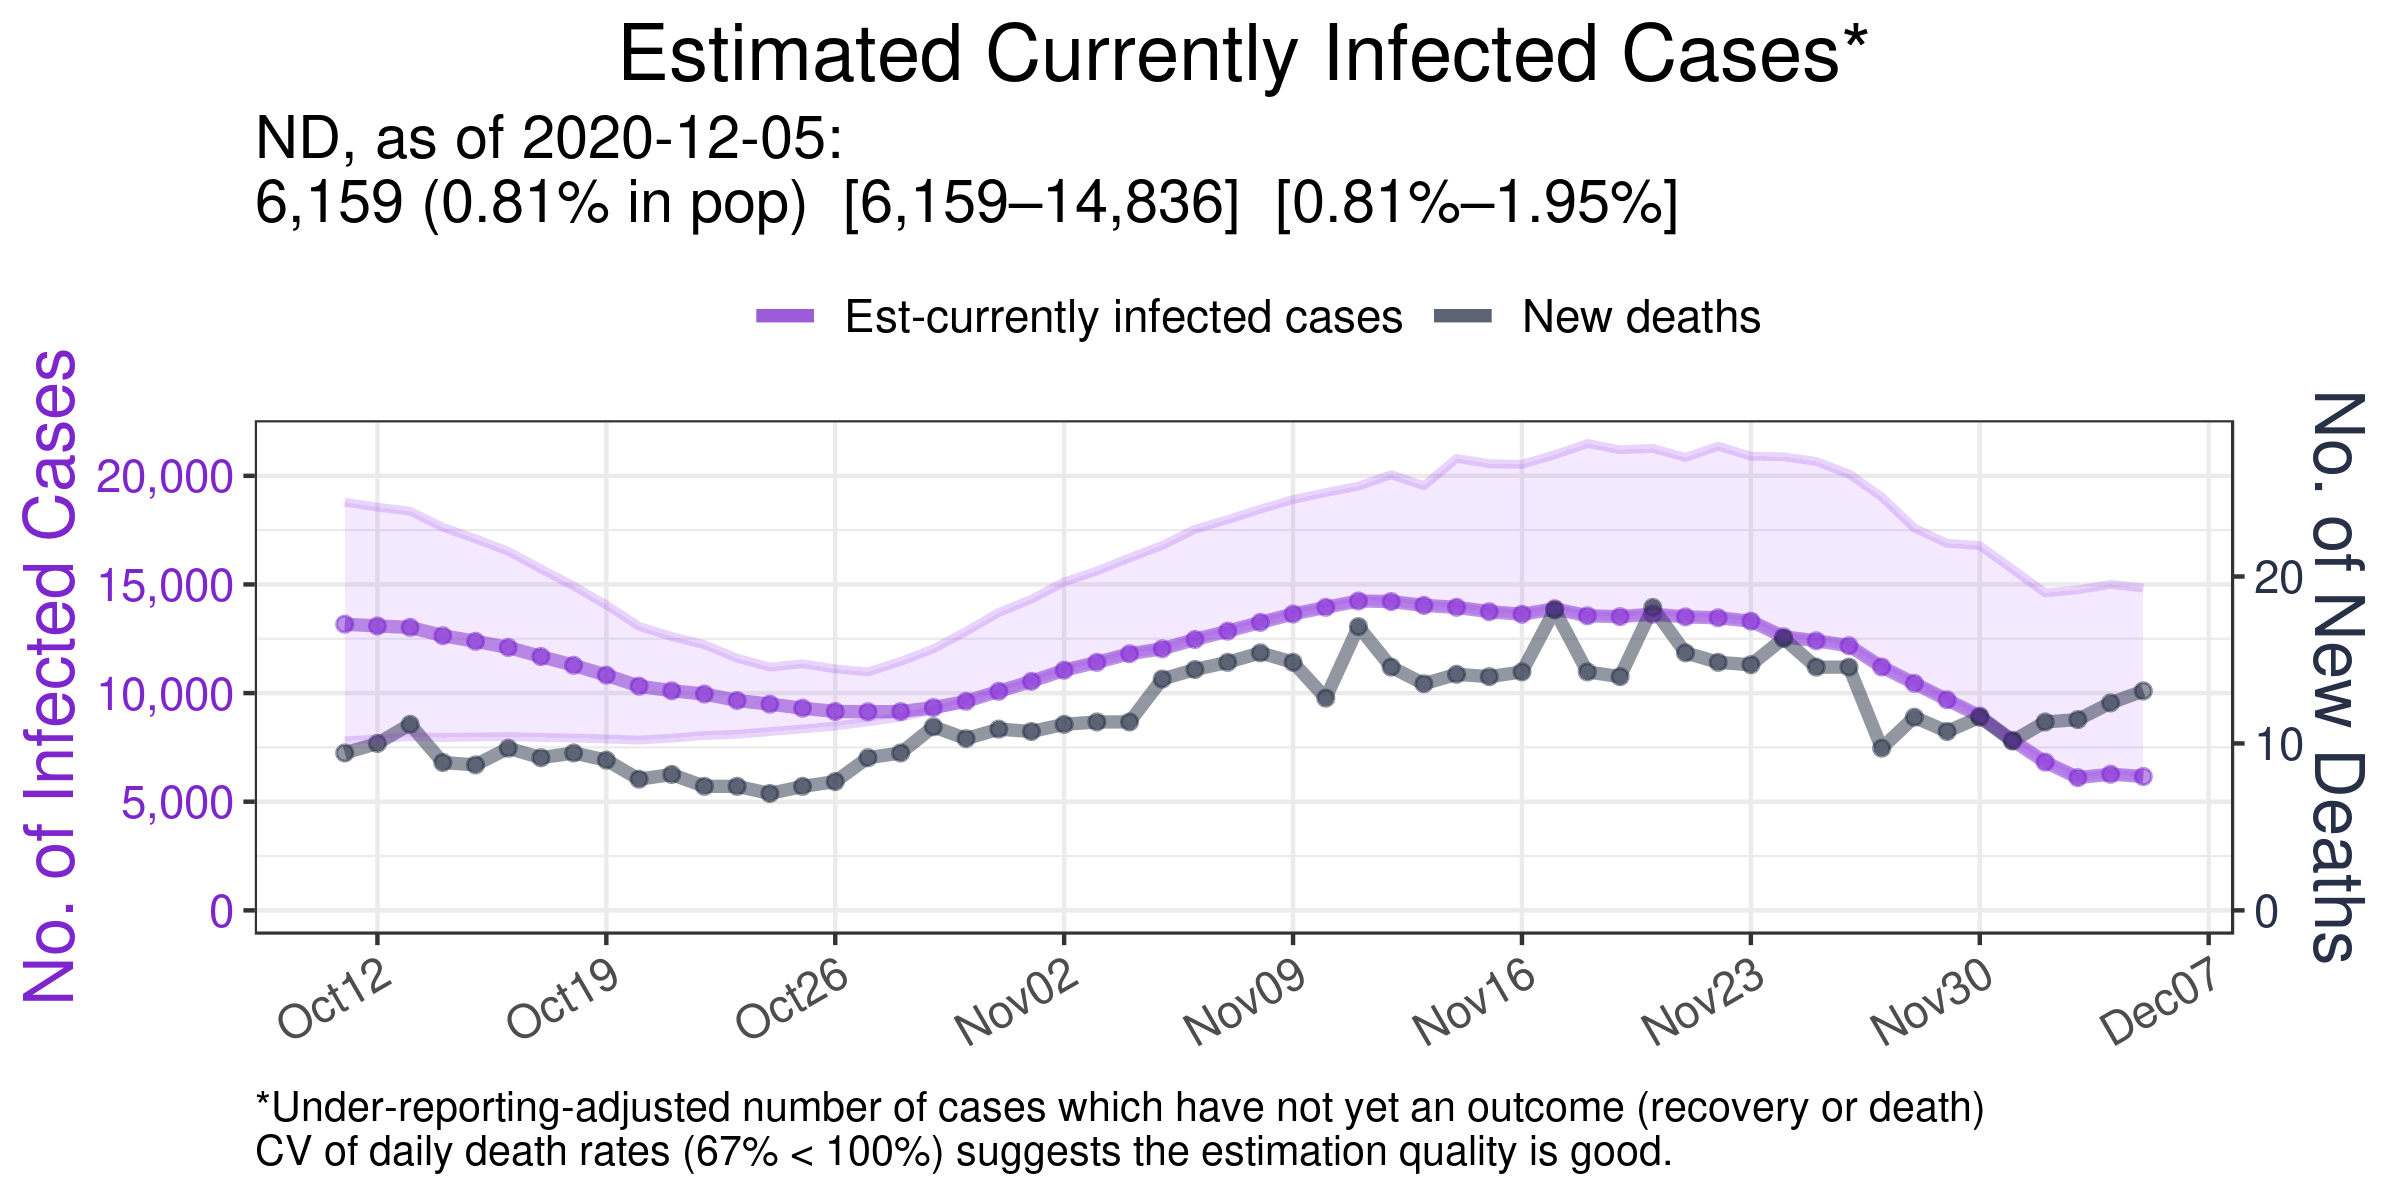 Estimated Currently Infected Cases*
ND, as of 2020-12-05:
6,159 (0.81% in pop)  [6,159–14,836]  [0.81%–1.95%]
Est-currently infected cases
New deaths
No. of Infected Cases
20,000
15,000
10,000
5,000
0
No. of New Deaths
20
10
0
Oct12
Oct19
Oct26
Nov02
Nov09
Nov16
Nov23
Nov30
Dec07
*Under-reporting-adjusted number of cases which have not yet an outcome (recovery or death)
CV of daily death rates (67% < 100%) suggests the estimation quality is good.